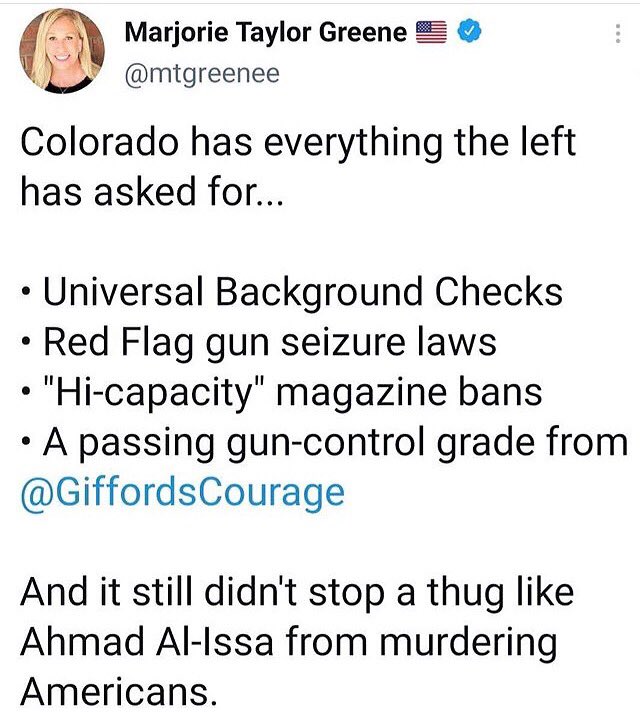 Marjorie Taylor Greene
@mtgreenee
Colorado has everything the left
has asked for...
• Universal Background Checks
• Red Flag gun seizure laws
• "Hi-capacity" magazine bans
• A passing gun-control grade from
@GiffordsCourage
And it still didn't stop a thug like
Ahmad Al-Issa from murdering
Americans.